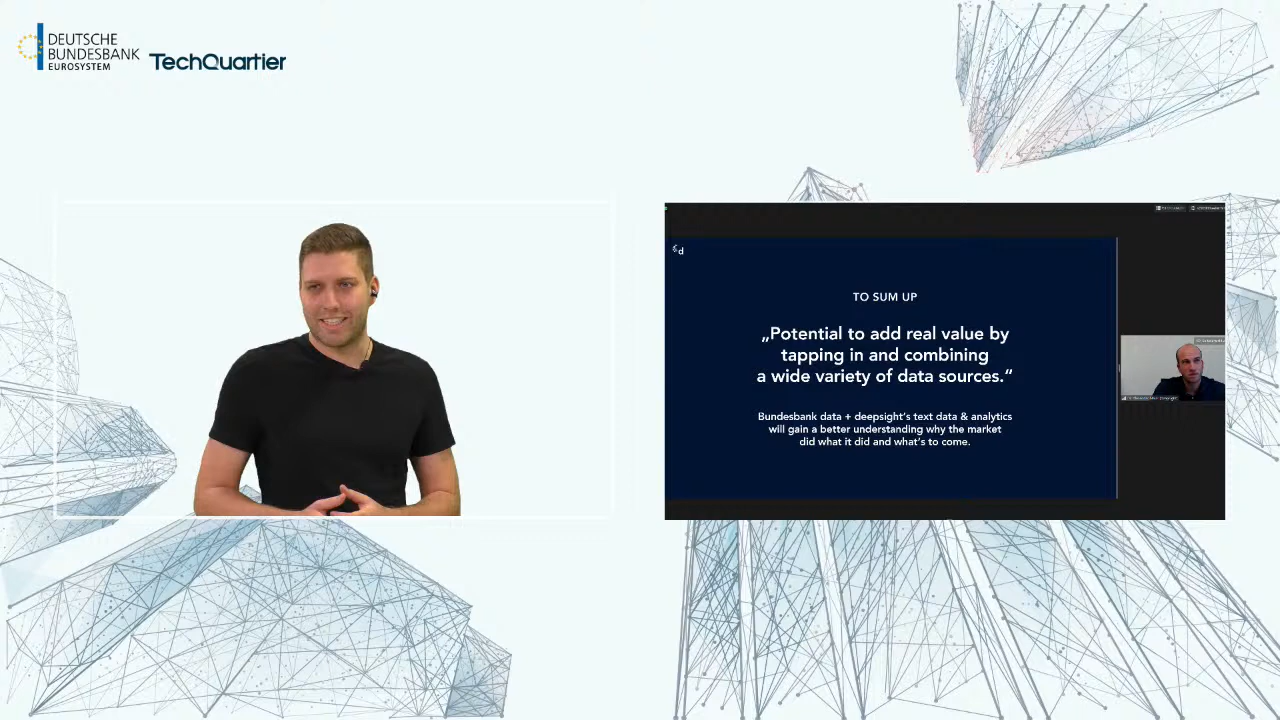 DEUTSCHE
BUNDESBANK
EUROSYSTEM
TechQuartier
d
TO SUM UP
„Potential to add real value by
tapping in and combining
a wide variety of data sources.“
Bundesbank data + deepsight's text data & analytics
will gain a better understanding why the market
did what it did and what's to come.